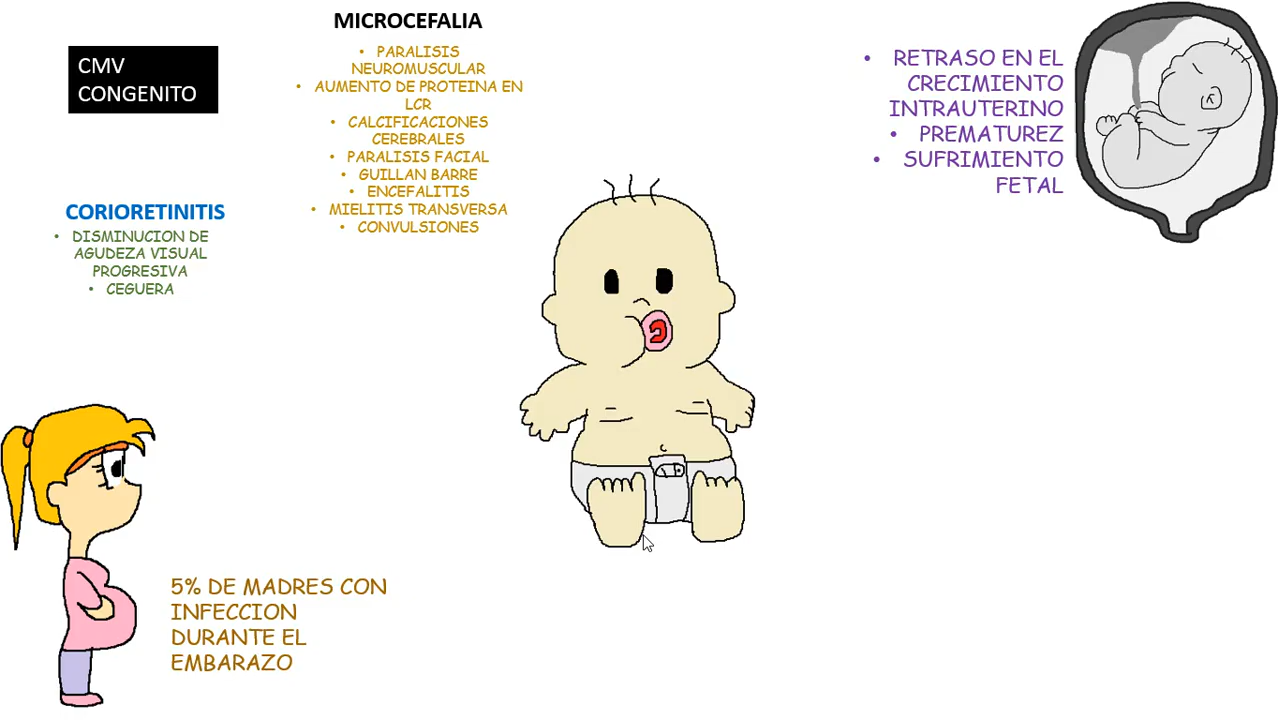 CMV
CONGENITO
MICROCEFALIA
• PARALISIS
NEUROMUSCULAR
• AUMENTO DE PROTEINA EN
LCR
• CALCIFICACIONES
CEREBRALES
• PARALISIS FACIAL
• GUILLAN BARRE
• ENCEFALITIS
• MIELITIS TRANSVERSA
• CONVULSIONES
• RETRASO EN EL
CRECIMIENTO
INTRAUTERINO
• PREMATUREZ
• SUFRIMIENTO
FETAL
CORIORETINITIS
• DISMINUCION DE
AGUDEZA VISUAL
PROGRESIVA
• CEGUERA
5% DE MADRES CON
INFECCION
DURANTE EL
EMBARAZO